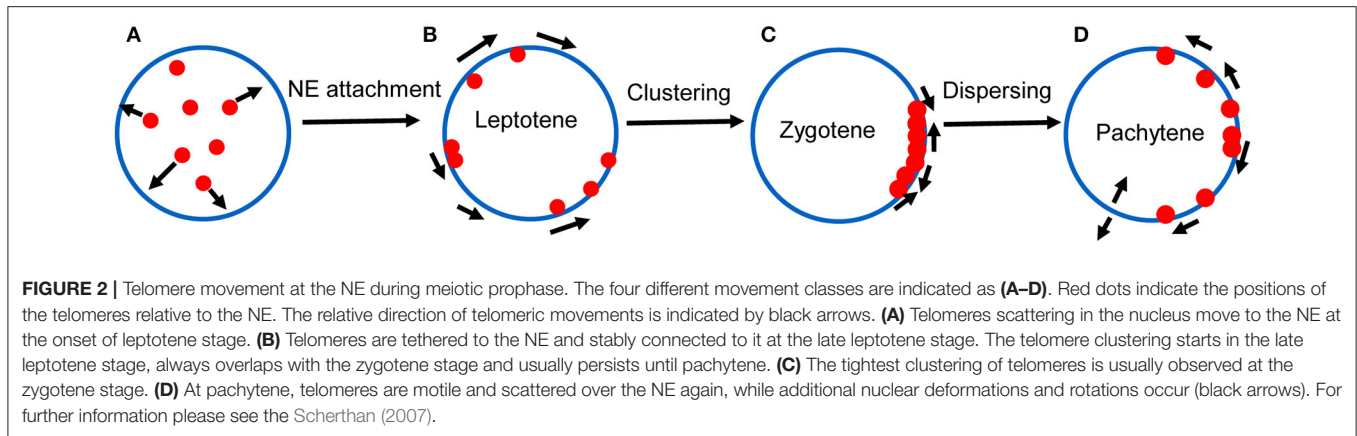 A
B
C
D
NE attachment
Leptotene
Clustering
Zygotene
Dispersing
Pachytene
FIGURE 2 | Telomere movement at the NE during meiotic prophase. The four different movement classes are indicated as (A–D). Red dots indicate the positions of
the telomeres relative to the NE. The relative direction of telomeric movements is indicated by black arrows. (A) Telomeres scattering in the nucleus move to the NE at
the onset of leptotene stage. (B) Telomeres are tethered to the NE and stably connected to it at the late leptotene stage. The telomere clustering starts in the late
leptotene stage, always overlaps with the zygotene stage and usually persists until pachytene. (C) The tightest clustering of telomeres is usually observed at the
zygotene stage. (D) At pachytene, telomeres are motile and scattered over the NE again, while additional nuclear deformations and rotations occur (black arrows). For
further information please see the Scherthan (2007).